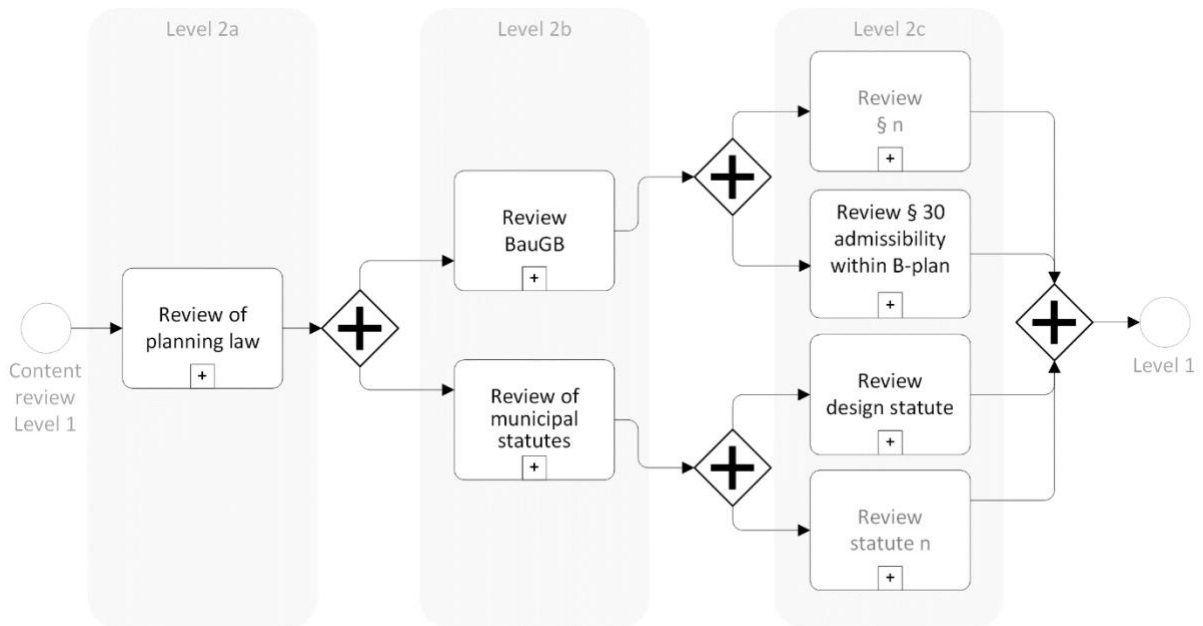 Level 2a
Level 2b
Level 2c
Content
review
Level 1
Review of
planning law
+
Review
BauGB
+
Review of
municipal
statutes
+
Review
§ n
+
Review § 30
admissibility
within B-plan
+
Review
design statute
+
Review
statute n
+
Level 1